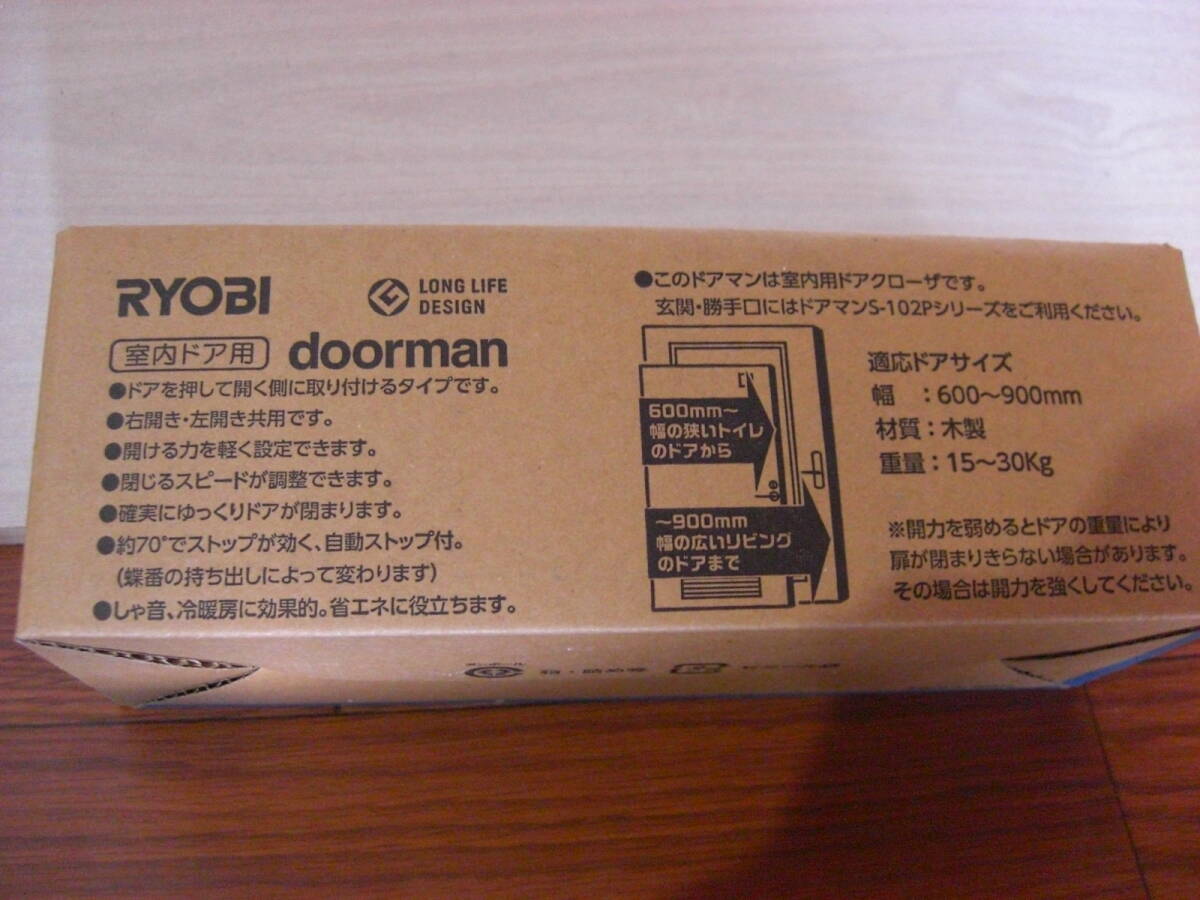 RYOBI
LONG LIFE
DESIGN
室内ドア用 doorman
●ドアを押して開く側に取り付けるタイプです。
●右開き・左開き共用です。
●開ける力を軽く設定できます。
●閉じるスピードが調整できます。
●確実にゆっくりドアが閉まります。
●約70°でストップが効く、自動ストップ付。
(蝶番の持ち出しによって変わります)
●しゃ音、冷暖房に効果的。省エネに役立ちます。
●このドアマンは室内用ドアクローザです。
玄関・勝手口にはドアマンS-102Pシリーズをご利用ください。
600mm～
幅の狭いトイレ
のドアから
～900mm
幅の広いリビング
のドアまで
適応ドアサイズ
幅　：600～900mm
材質：木製
重量：15～30Kg
※開力を弱めるとドアの重量により
扉が閉まりきらない場合があります。
その場合は開力を強くしてください。